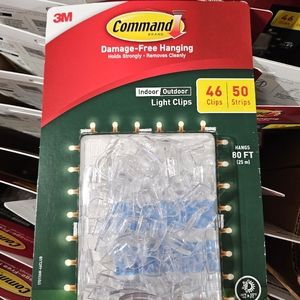 3M
Command
BRAND
Damage-Free Hanging
Holds Strongly · Removes Cleanly
Indoor Outdoor
Light Clips
46 Clips
50 Strips
HANGS
80 FT
(25 m)